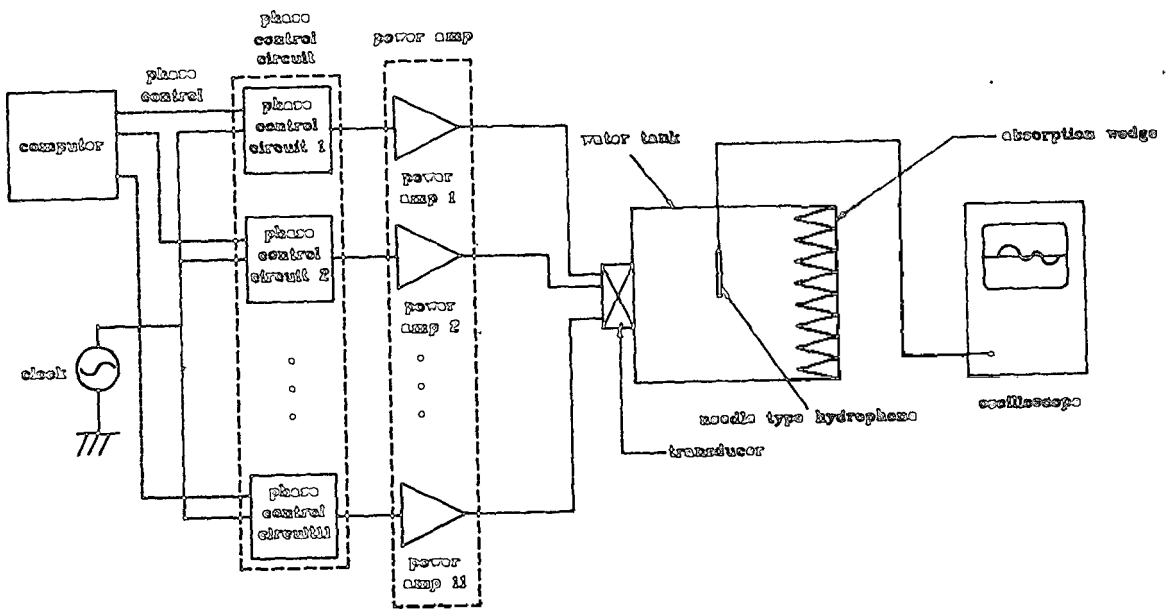 phase
control
circuit
power amp
phase
control
computer
phase
control
circuit 1
power
amp 1
phase
control
circuit 2
power
amp 2
clock
phase
control
circuit11
power
amp 11
water tank
absorption wedge
needle type hydrophone
transducer
oscilloscope